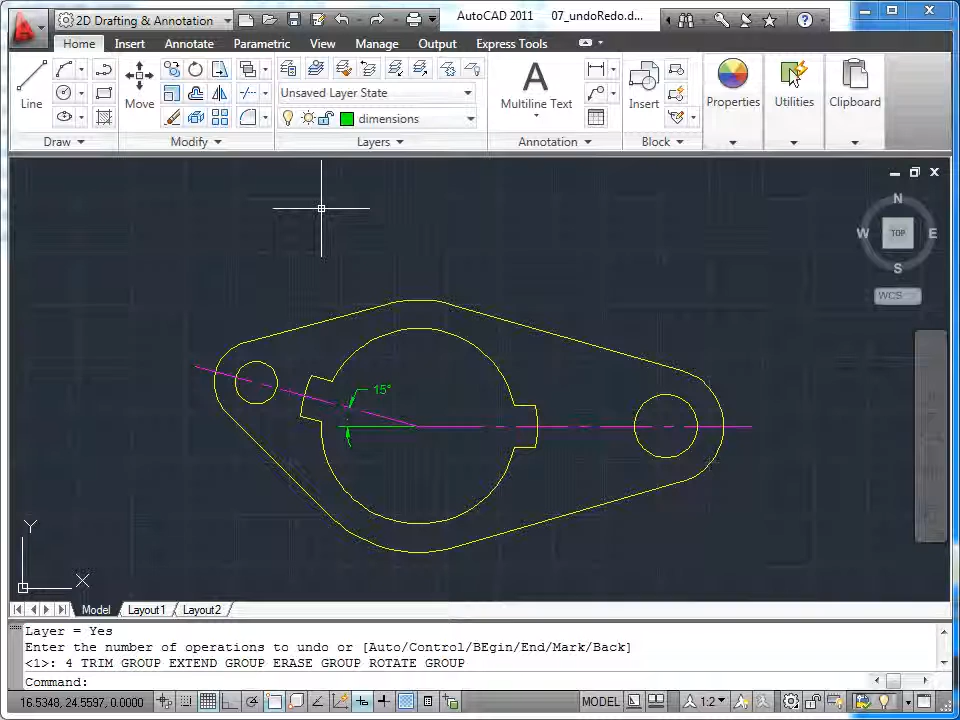 2D Drafting & Annotation
AutoCAD 2011 07_undoRedo.d...
Home Insert Annotate Parametric View Manage Output Express Tools
Line Move Unsaved Layer State dimensions A Multiline Text Insert Properties Utilities Clipboard
Draw Modify Layers Annotation Block
N
W TOP E
S
WCS
15°
Y
X
Model Layout1 Layout2
Layer = Yes
Enter the number of operations to undo or [Auto/Control/BEgin/End/Mark/Back]
<1>: 4 TRIM GROUP EXTEND GROUP ERASE GROUP ROTATE GROUP
Command:
16.5348, 24.5597, 0.0000 MODEL 1:2